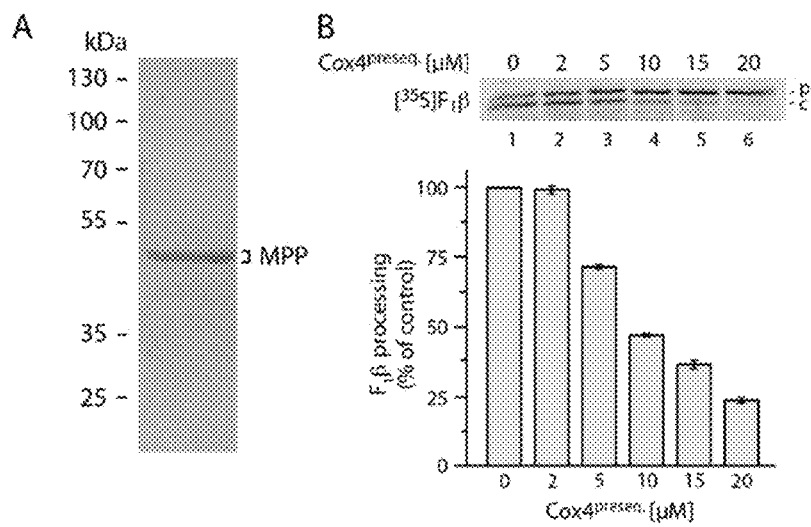 A
kDa
130
100
70
55
35
25
MPP
B
Cox4preseq. [µM] 0 2 5 10 15 20
[35S]F1β
p
c
1 2 3 4 5 6
F1β processing
(% of control)
100
75
50
25
0
0 2 5 10 15 20
Cox4preseq. [µM]